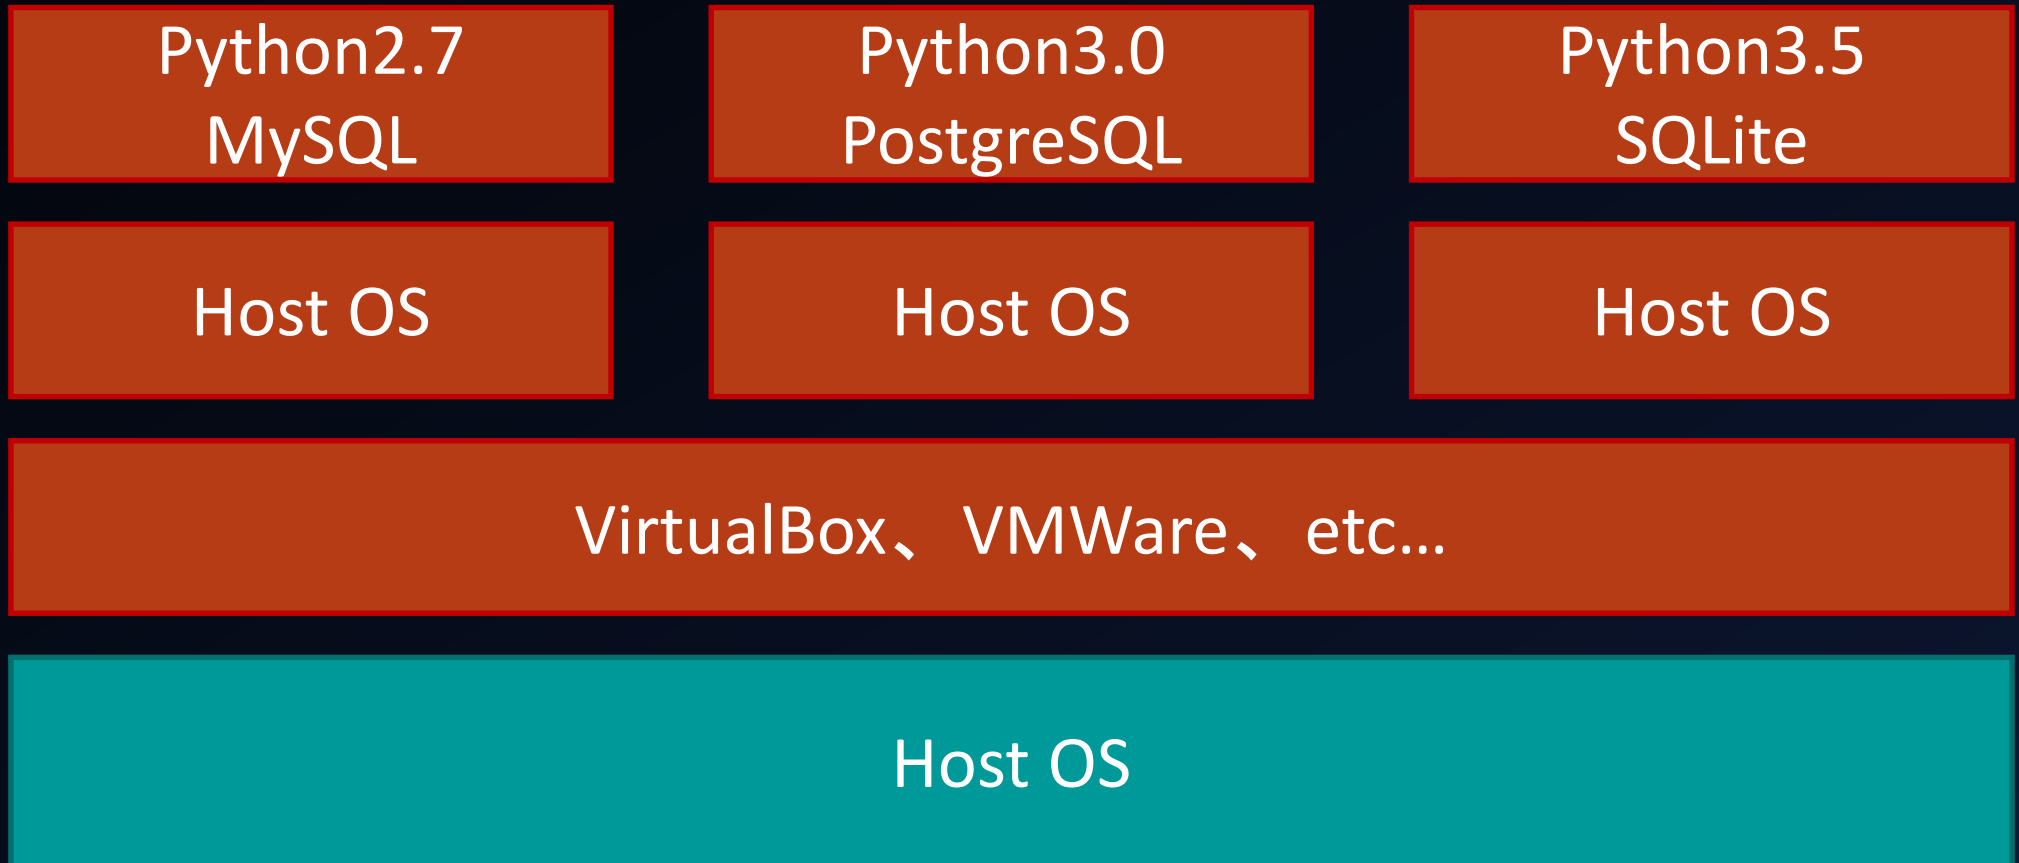 Python2.7
MySQL
Python3.0
PostgreSQL
Python3.5
SQLite
Host OS
Host OS
Host OS
VirtualBox、VMWare、etc…
Host OS